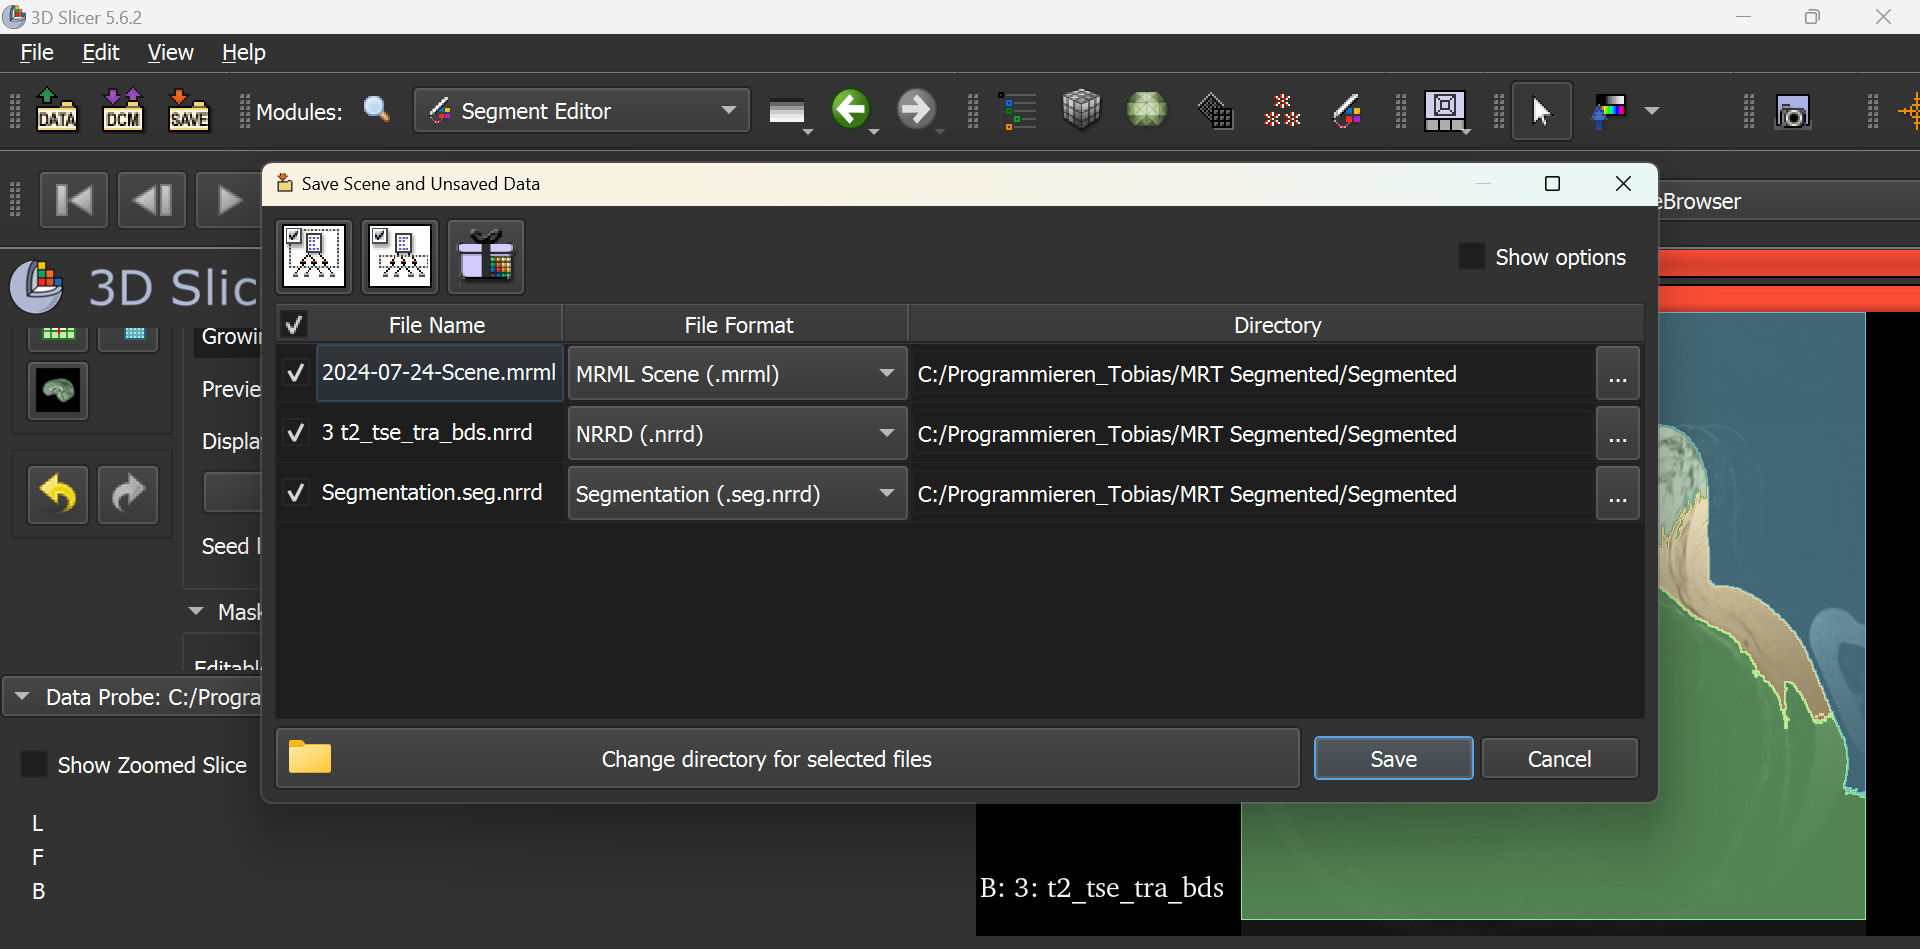 3D Slicer 5.6.2
File Edit View Help
DATA DCM SAVE Modules: Segment Editor
Save Scene and Unsaved Data
eBrowser
Show options
3D Slic
File Name File Format Directory
Growi
2024-07-24-Scene.mrml MRML Scene (.mrml) C:/Programmieren_Tobias/MRT Segmented/Segmented ...
Previe
3 t2_tse_tra_bds.nrrd NRRD (.nrrd) C:/Programmieren_Tobias/MRT Segmented/Segmented ...
Displa
Segmentation.seg.nrrd Segmentation (.seg.nrrd) C:/Programmieren_Tobias/MRT Segmented/Segmented ...
Seed l
Mask
Editabl
Data Probe: C:/Progra
Change directory for selected files Save Cancel
Show Zoomed Slice
L
F
B
B: 3: t2_tse_tra_bds